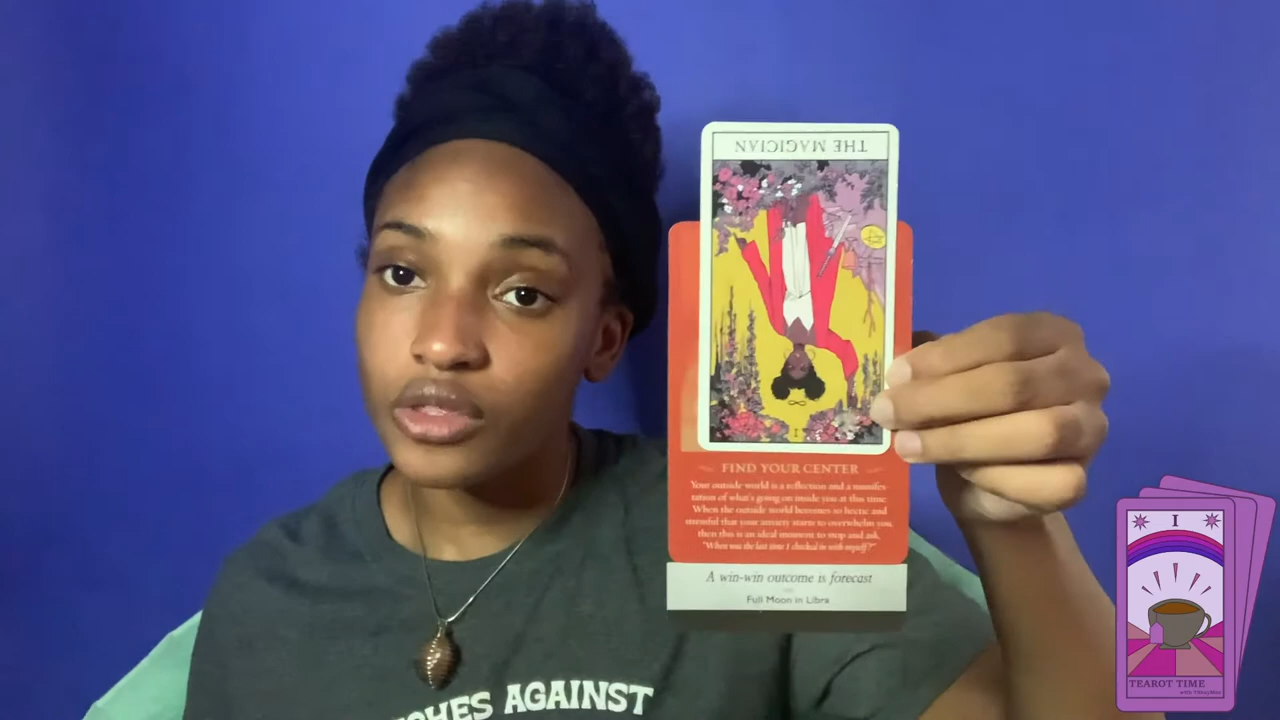 THE MAGICIAN
I
FIND YOUR CENTER
Your outside world is a reflection and a manifes-
tation of what's going on inside you at this time.
When the outside world becomes so hectic and
stressful that your anxiety starts to overwhelm you,
then this is an ideal moment to stop and ask,
"When was the last time I checked in with myself?"
A win-win outcome is forecast
Full Moon in Libra
CHES AGAINST
I
TEAROT TIME
with